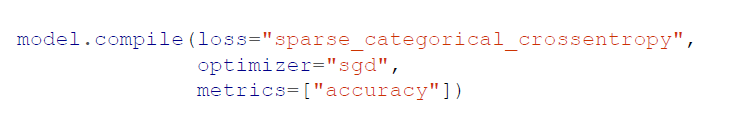 model.compile(loss="sparse_categorical_crossentropy",
optimizer="sgd",
metrics=["accuracy"])